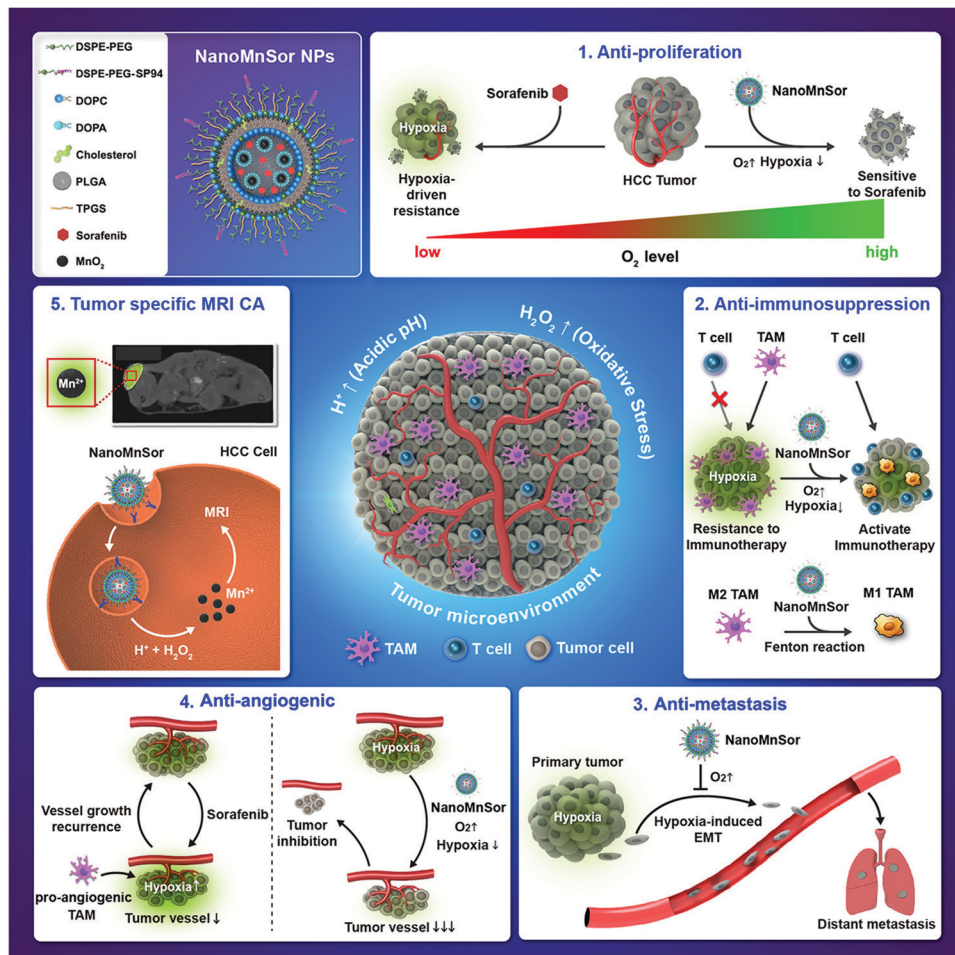 DSPE-PEG
DSPE-PEG-SP94
DOPC
DOPA
Cholesterol
PLGA
TPGS
Sorafenib
MnO2
NanoMnSor NPs
1. Anti-proliferation
Sorafenib
NanoMnSor
Hypoxia
O2↑ Hypoxia ↓
Hypoxia-
driven
resistance
HCC Tumor
Sensitive
to Sorafenib
low
O2 level
high
5. Tumor specific MRI CA
Mn2+
NanoMnSor
HCC Cell
MRI
Mn2+
H+ + H2O2
H+ ↑ (Acidic pH)
H2O2 ↑ (Oxidative Stress)
Tumor microenvironment
TAM
T cell
Tumor cell
2. Anti-immunosuppression
T cell
TAM
T cell
NanoMnSor
Hypoxia
O2↑
Hypoxia↓
Resistance to
Immunotherapy
Activate
Immunotherapy
M2 TAM
NanoMnSor
M1 TAM
Fenton reaction
4. Anti-angiogenic
Vessel growth
recurrence
Sorafenib
pro-angiogenic
TAM
Hypoxia↑
Tumor vessel ↓
Hypoxia
Tumor
inhibition
NanoMnSor
O2↑
Hypoxia ↓
Tumor vessel ↓↓↓
3. Anti-metastasis
NanoMnSor
Primary tumor
O2↑
Hypoxia
Hypoxia-induced
EMT
Distant metastasis